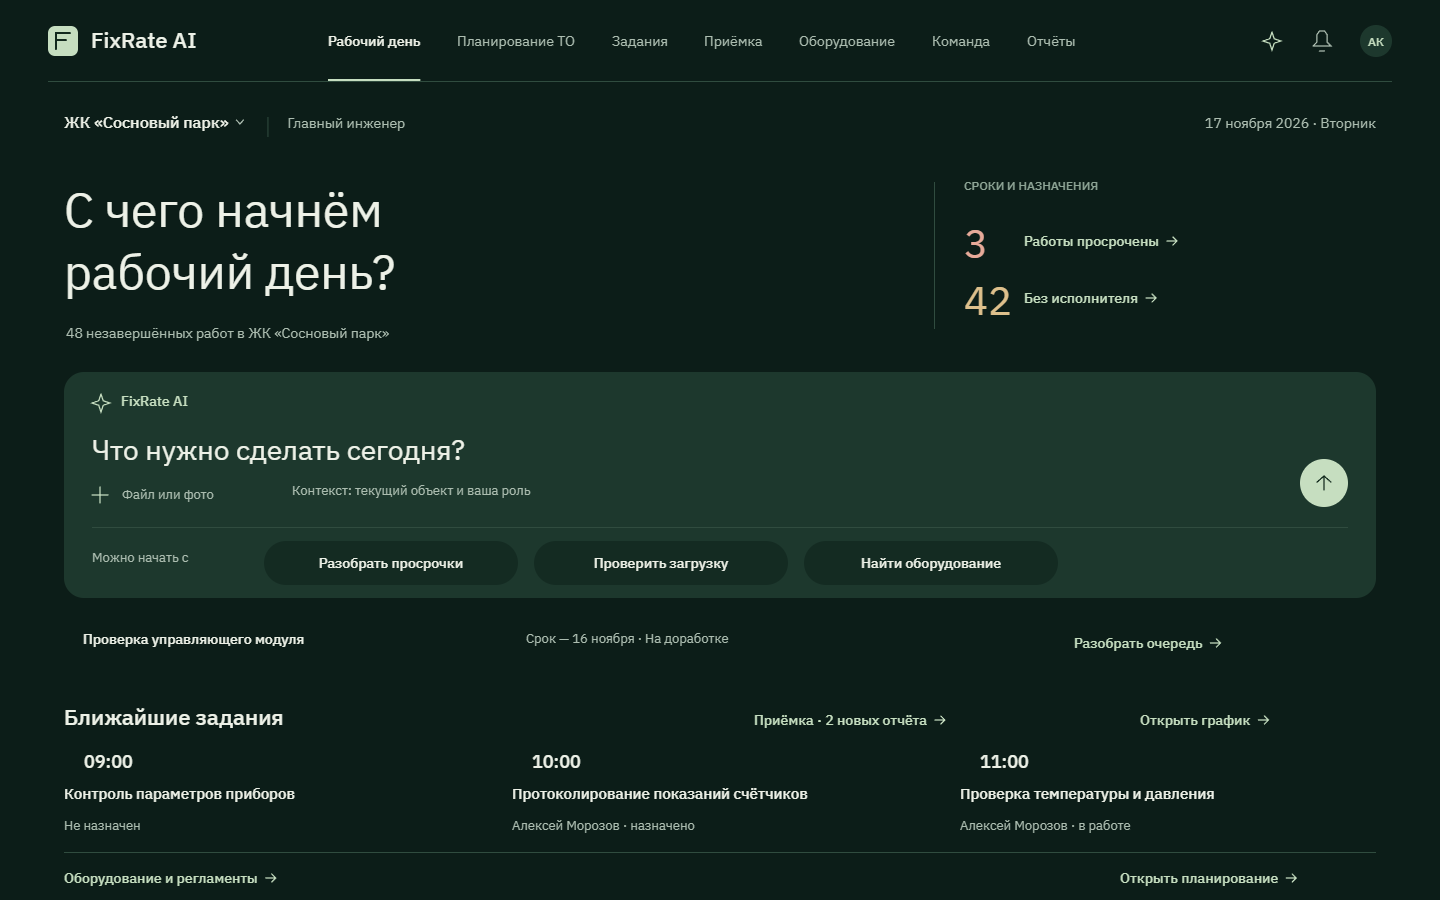 FixRate AI
Рабочий день
Планирование ТО
Задания
Приёмка
Оборудование
Команда
Отчёты
АК
ЖК «Сосновый парк»
Главный инженер
17 ноября 2026 · Вторник
С чего начнём
рабочий день?
48 незавершённых работ в ЖК «Сосновый парк»
СРОКИ И НАЗНАЧЕНИЯ
3 Работы просрочены →
42 Без исполнителя →
FixRate AI
Что нужно сделать сегодня?
Файл или фото
Контекст: текущий объект и ваша роль
Можно начать с
Разобрать просрочки
Проверить загрузку
Найти оборудование
Проверка управляющего модуля
Срок — 16 ноября · На доработке
Разобрать очередь →
Ближайшие задания
Приёмка · 2 новых отчёта →
Открыть график →
09:00
Контроль параметров приборов
Не назначен
10:00
Протоколирование показаний счётчиков
Алексей Морозов · назначено
11:00
Проверка температуры и давления
Алексей Морозов · в работе
Оборудование и регламенты →
Открыть планирование →